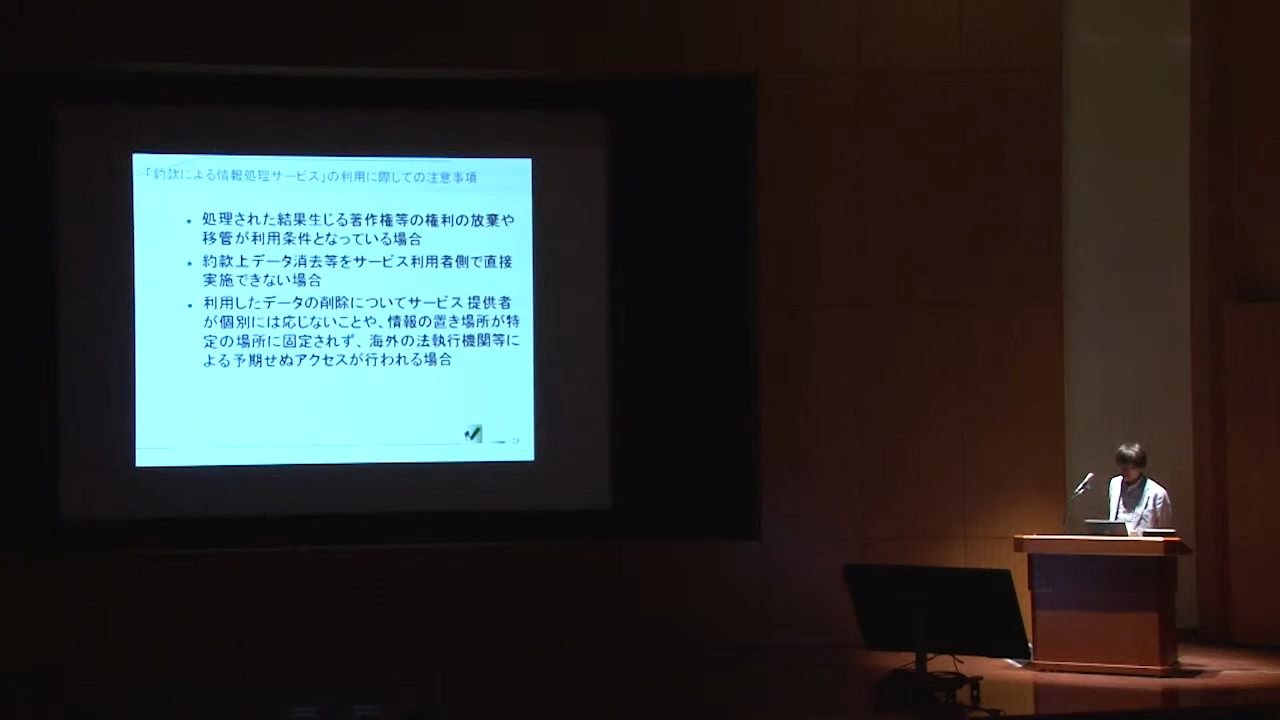 「約款による情報処理サービス」の利用に際しての注意事項
• 処理された結果生じる著作権等の権利の放棄や
移管が利用条件となっている場合
• 約款上データ消去等をサービス利用者側で直接
実施できない場合
• 利用したデータの削除についてサービス提供者
が個別には応じないことや、情報の置き場所が特
定の場所に固定されず、海外の法執行機関等に
よる予期せぬアクセスが行われる場合